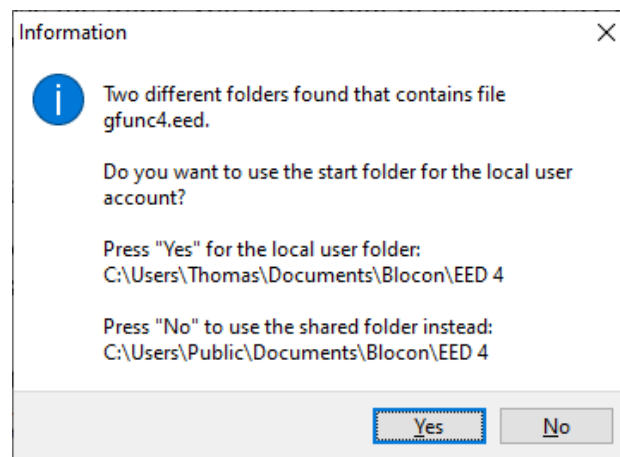 Information
Two different folders found that contains file
gfunc4.eed.
Do you want to use the start folder for the local user
account?
Press "Yes" for the local user folder:
C:\Users\Thomas\Documents\Blocon\EED 4
Press "No" to use the shared folder instead:
C:\Users\Public\Documents\Blocon\EED 4
Yes
No